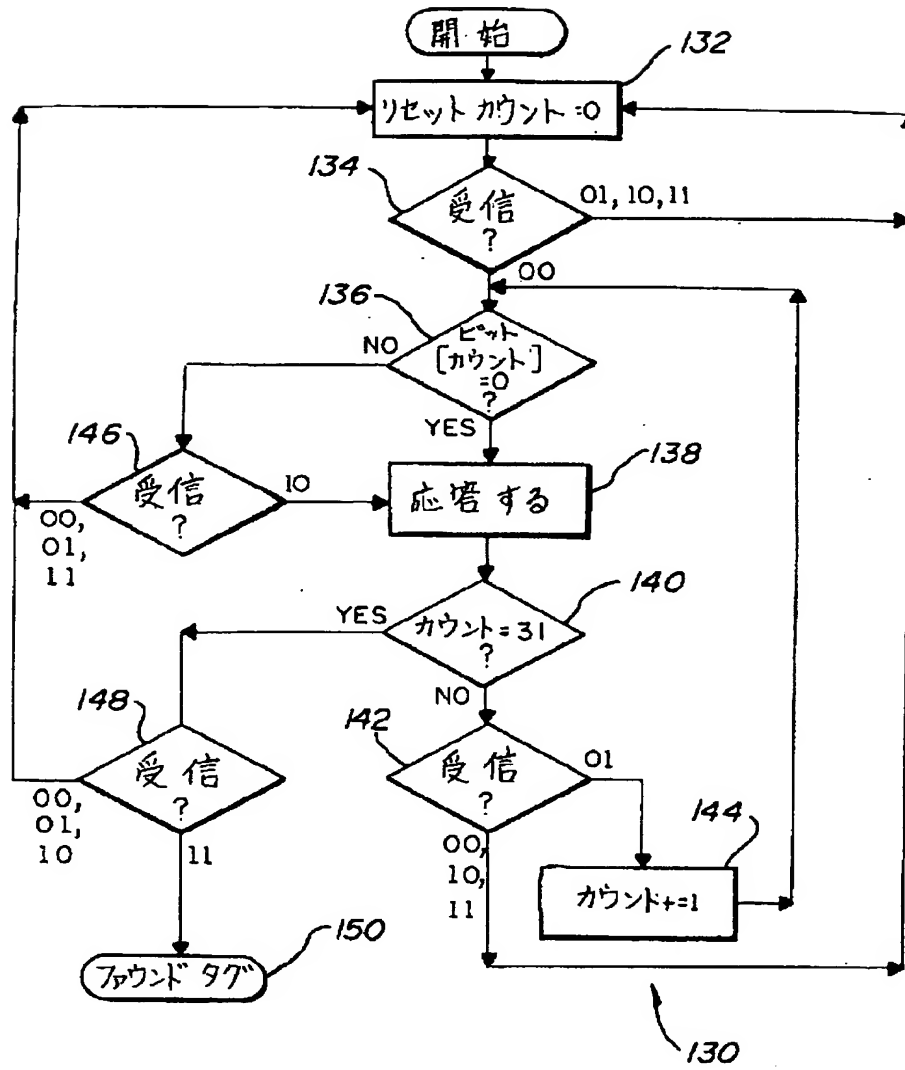 開始
132
リセット カウント =0
134
受信
?
01, 10, 11
00
136
ビット
[カウント]
=0
?
NO
YES
146
受信
?
10
00,
01,
11
138
応答する
140
カウント = 31
?
YES
NO
148
受信
?
00,
01,
10
11
142
受信
?
01
00,
10,
11
144
カウント+=1
ファウンド タグ
150
130